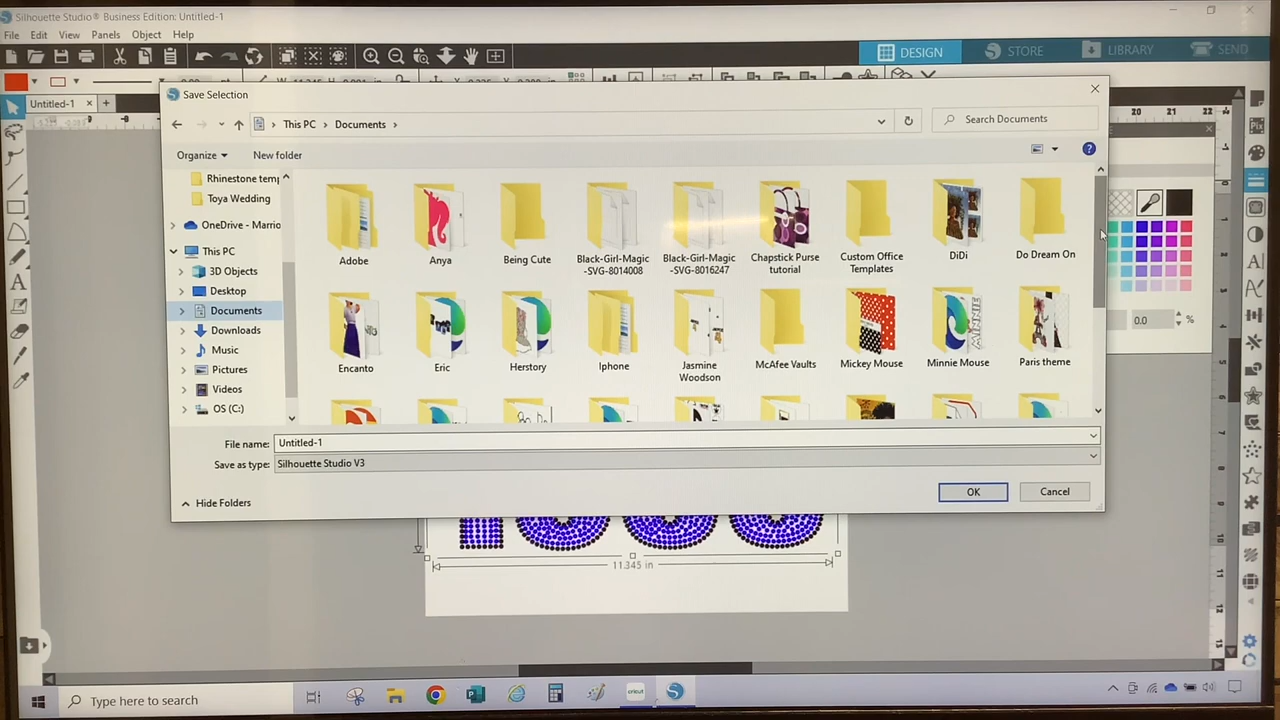 Silhouette Studio® Business Edition: Untitled-1
File Edit View Panels Object Help
DESIGN STORE LIBRARY SEND
Untitled-1
Save Selection
This PC Documents
Search Documents
Organize New folder
Rhinestone temp
Toya Wedding
OneDrive - Marrio
This PC
3D Objects
Desktop
Documents
Downloads
Music
Pictures
Videos
OS (C:)
Adobe Anya Being Cute Black-Girl-Magic Black-Girl-Magic Chapstick Purse Custom Office DiDi Do Dream On
-SVG-8014008 -SVG-8016247 tutorial Templates
Encanto Eric Herstory Iphone Jasmine McAfee Vaults Mickey Mouse Minnie Mouse Paris theme
Woodson
MINNIE
0.0 %
File name: Untitled-1
Save as type: Silhouette Studio V3
Hide Folders
OK Cancel
11.345 in
Type here to search
cricut